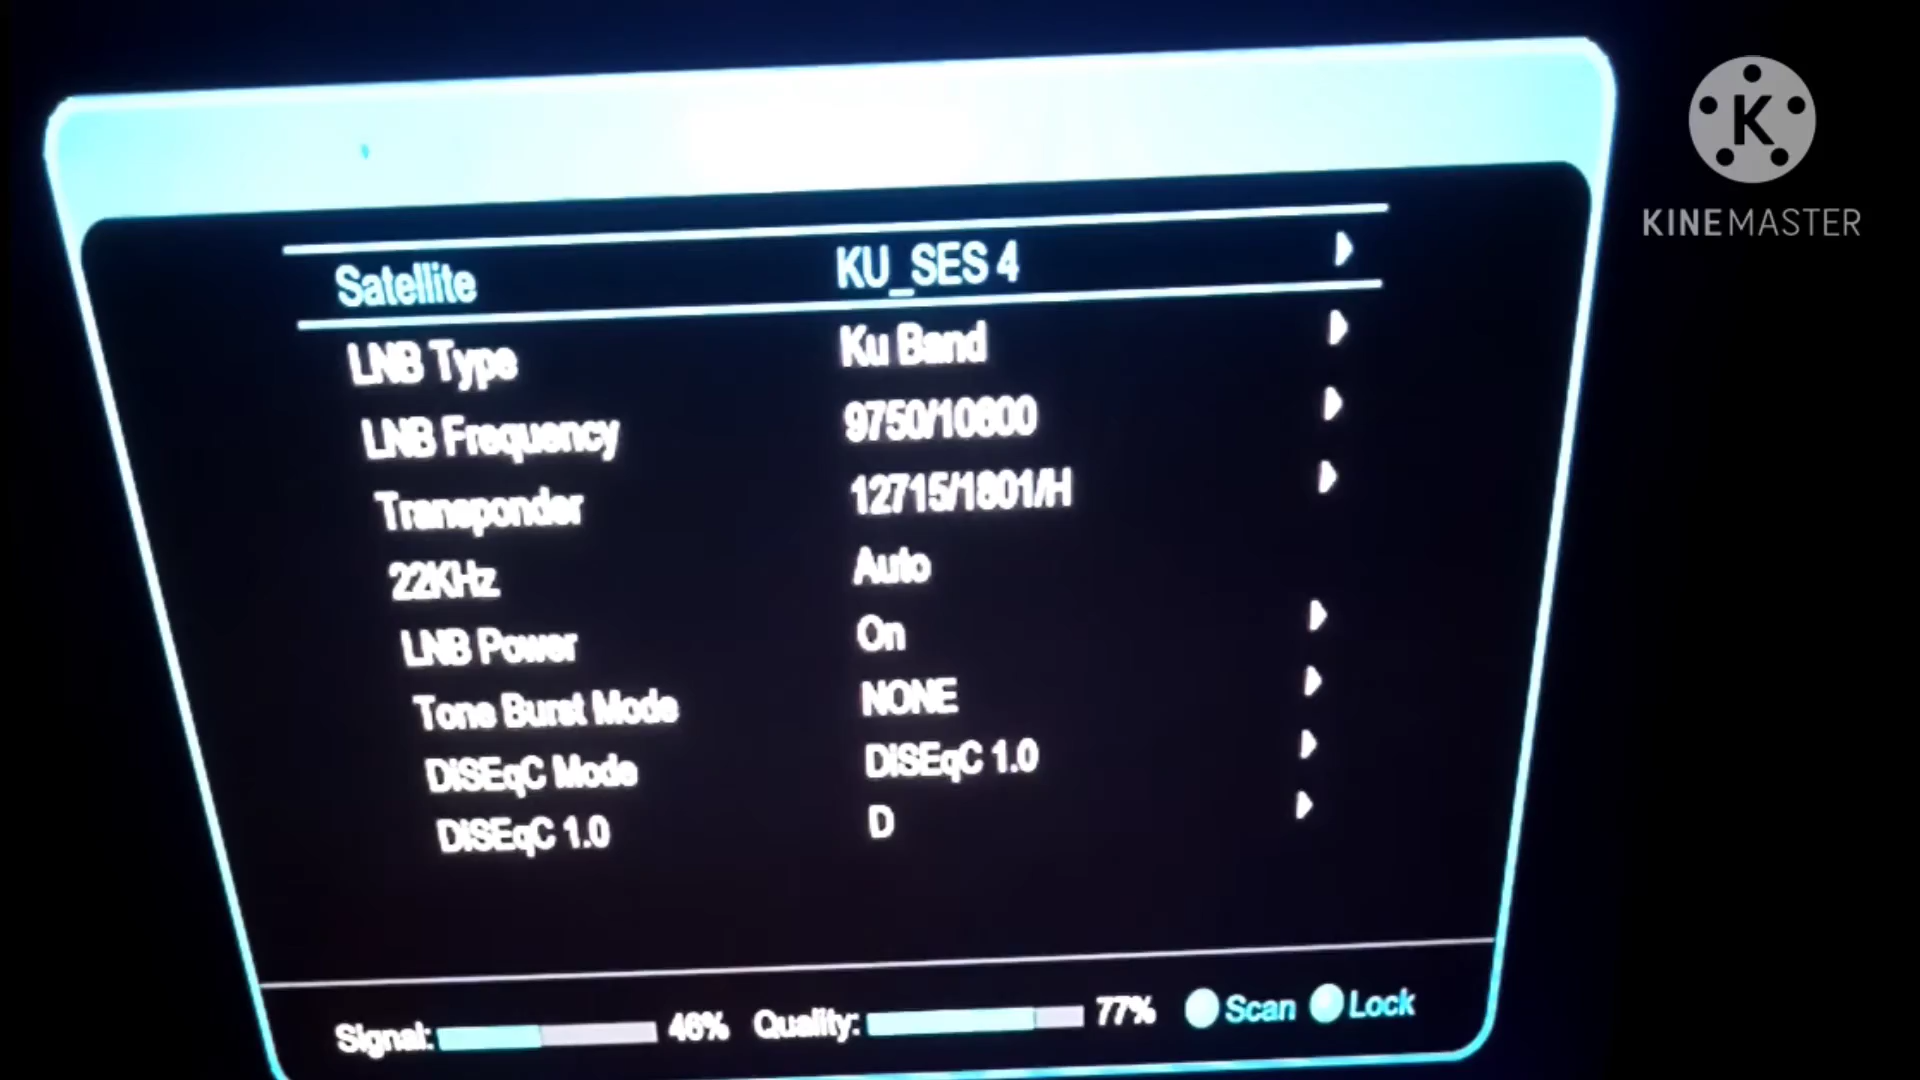 KINEMASTER
Satellite KU_SES 4
LNB Type Ku Band
LNB Frequency 9750/10600
Transponder 12715/1801/H
22KHz Auto
LNB Power On
Tone Burst Mode NONE
DiSEqC Mode DISEqC 1.0
DiSEqC 1.0 D
Signal: 46% Quality: 77% Scan Lock